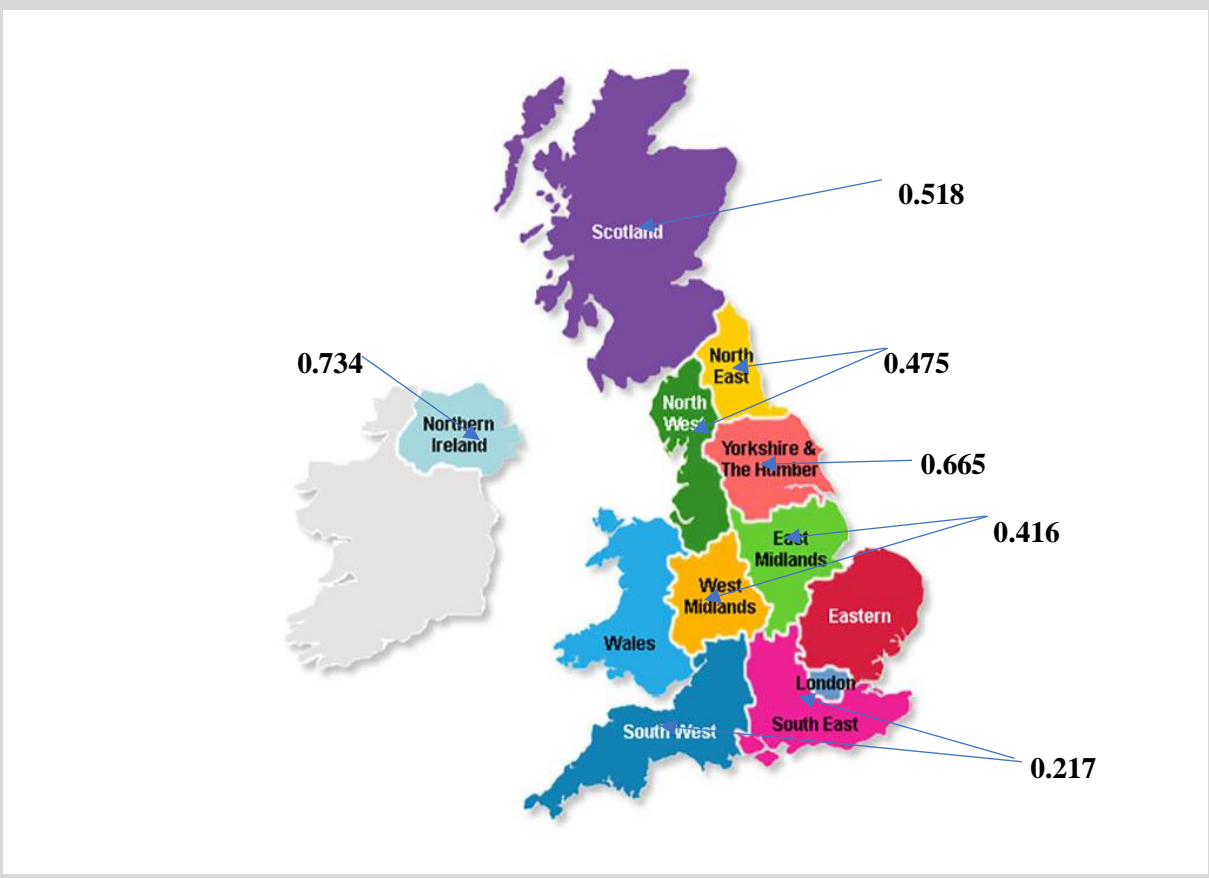 0.518
Scotland
0.734
North
East
0.475
North
West
Northern
Ireland
Yorkshire &
The Humber
0.665
East
Midlands
0.416
West
Midlands
Eastern
Wales
London
South West
South East
0.217